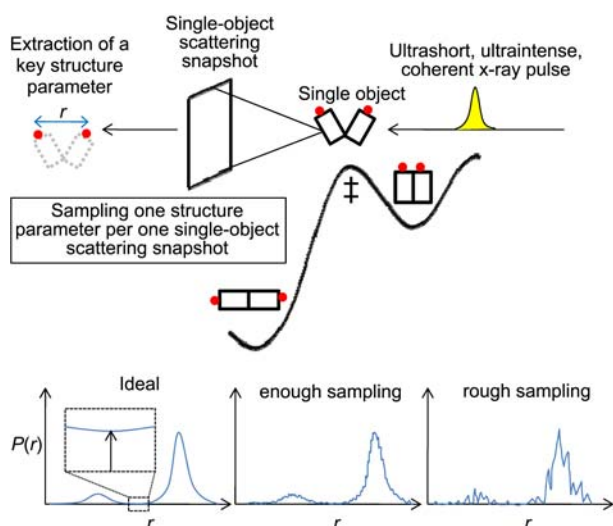 Extraction of a
key structure
parameter
r
Single-object
scattering
snapshot
Single object
Ultrashort, ultraintense,
coherent x-ray pulse
Sampling one structure
parameter per one single-object
scattering snapshot
‡
Ideal
enough sampling
rough sampling
P(r)
r
r
r